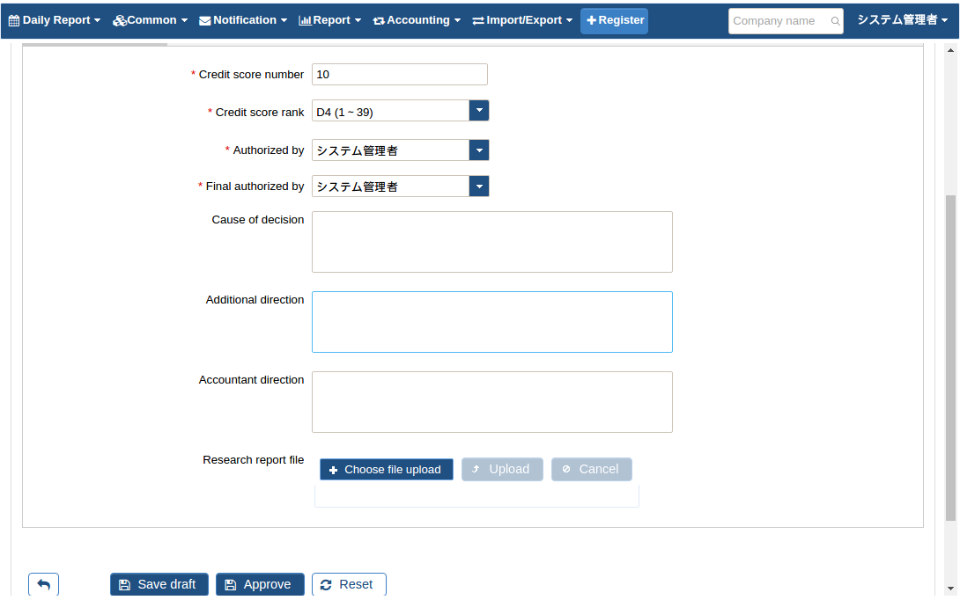 Daily Report Common Notification Report Accounting Import/Export Register Company name システム管理者
* Credit score number 10
* Credit score rank D4 (1 ~ 39)
* Authorized by システム管理者
* Final authorized by システム管理者
Cause of decision
Additional direction
Accountant direction
Research report file Choose file upload Upload Cancel
Save draft Approve Reset